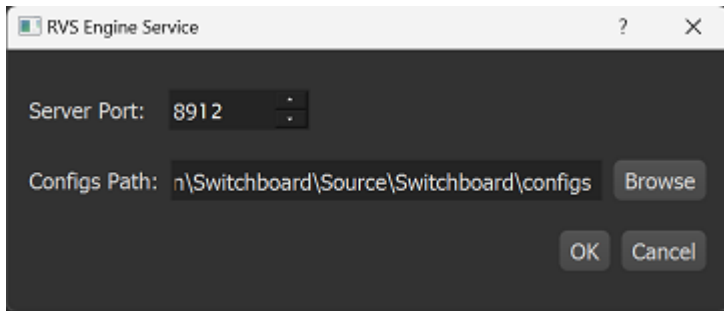 RVS Engine Service
Server Port: 8912
Configs Path: n\Switchboard\Source\Switchboard\configs Browse
OK Cancel